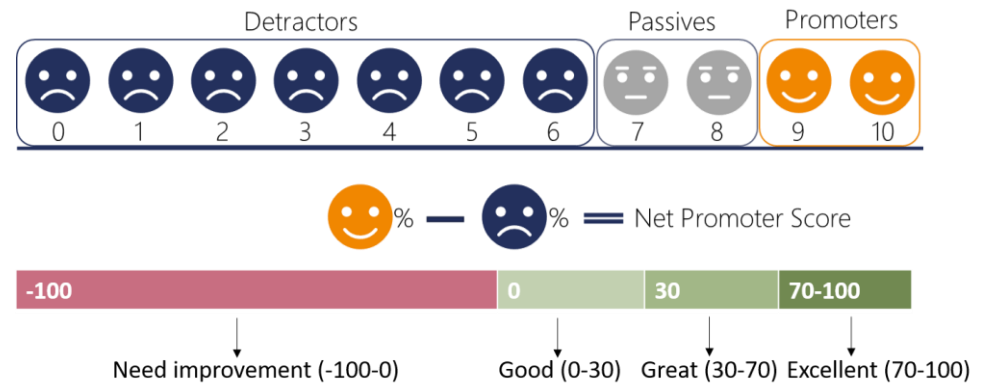 Detractors Passives Promoters
0 1 2 3 4 5 6 7 8 9 10
% — % = Net Promoter Score
-100 0 30 70-100
Need improvement (-100-0) Good (0-30) Great (30-70) Excellent (70-100)